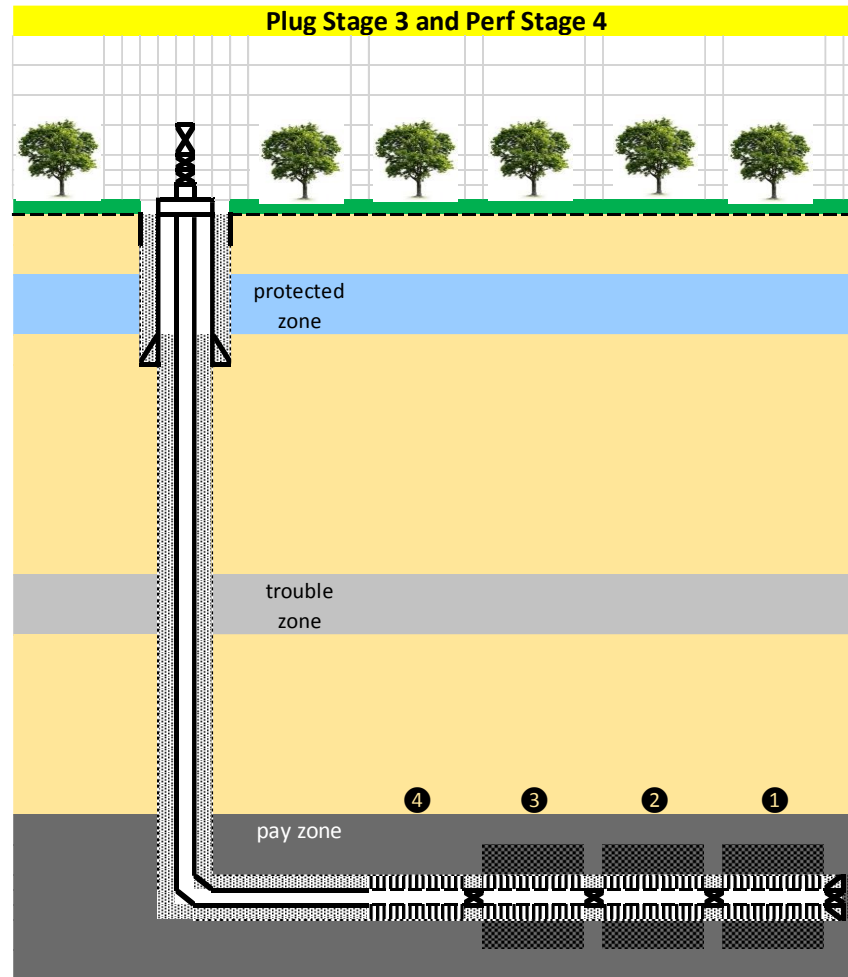 Plug Stage 3 and Perf Stage 4
protected
zone
trouble
zone
❹ ❸ ❷ ❶
pay zone